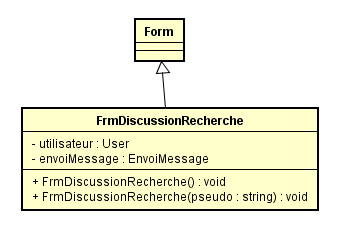 Form
FrmDiscussionRecherche
- utilisateur : User
- envoiMessage : EnvoiMessage
+ FrmDiscussionRecherche() : void
+ FrmDiscussionRecherche(pseudo : string) : void